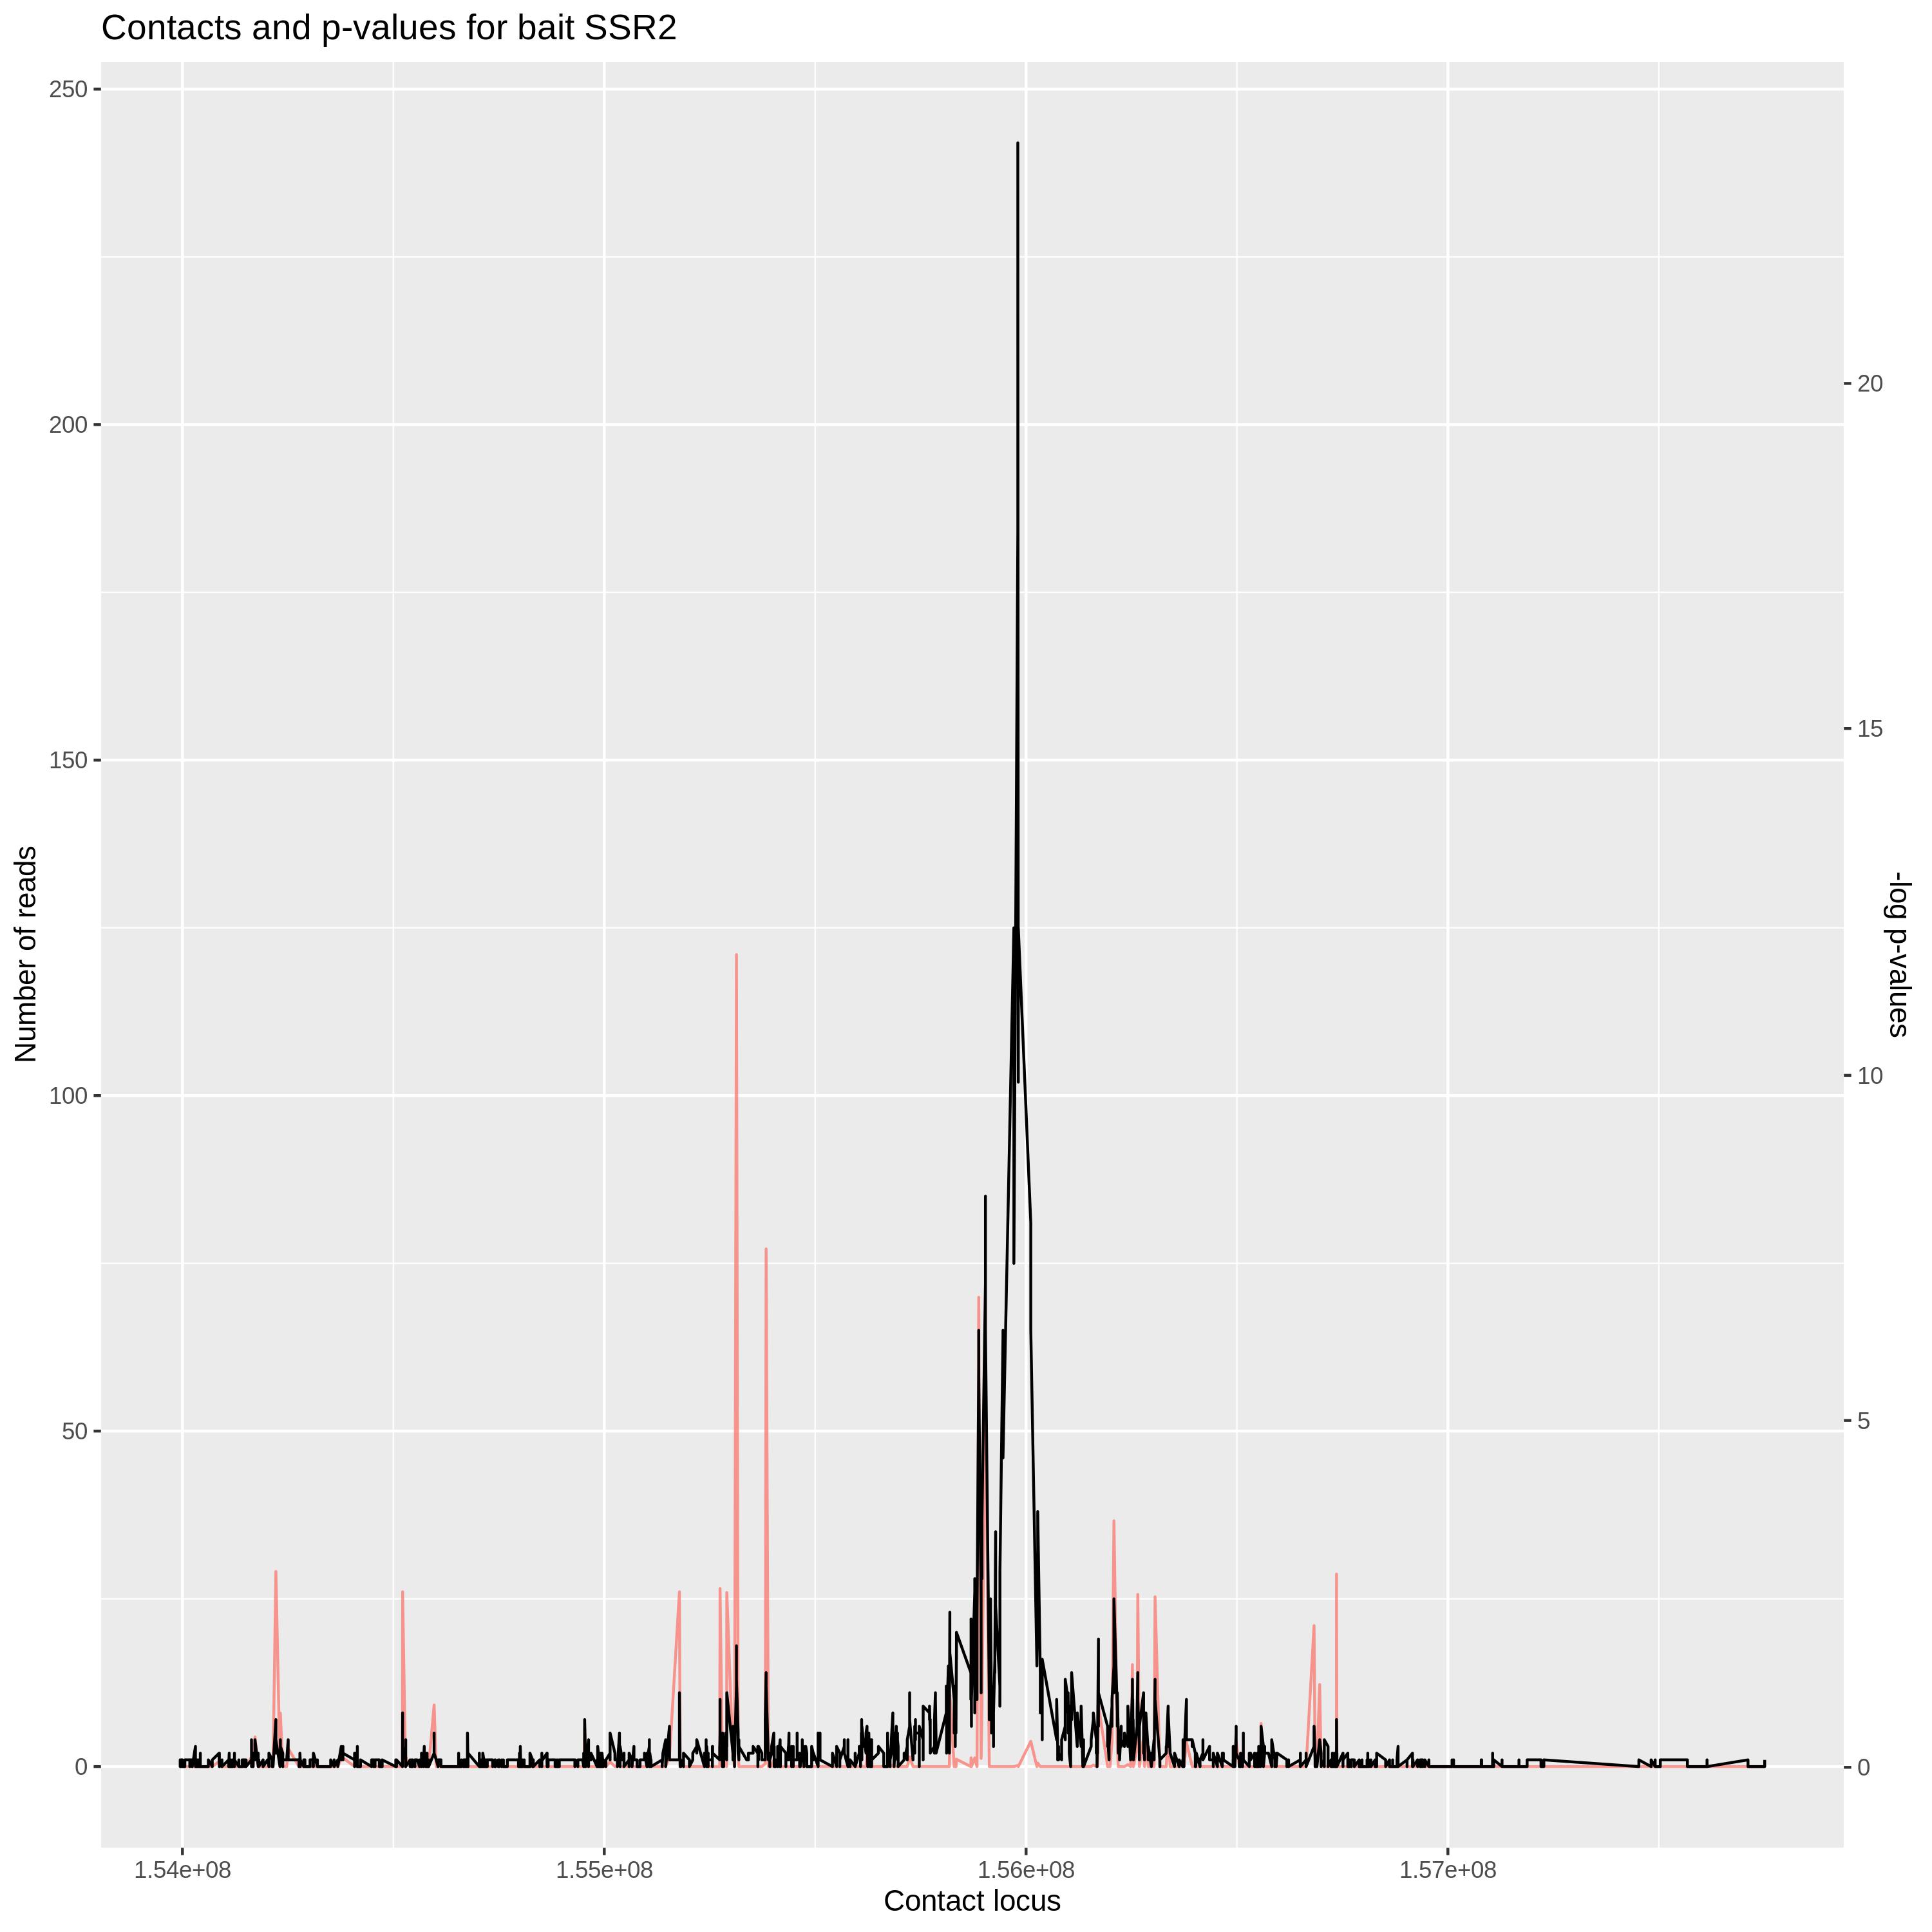 Contacts and p-values for bait SSR2
250
200
150
100
50
0
Number of reads
20
15
10
5
0
-log p-values
1.54e+08
1.55e+08
1.56e+08
1.57e+08
Contact locus